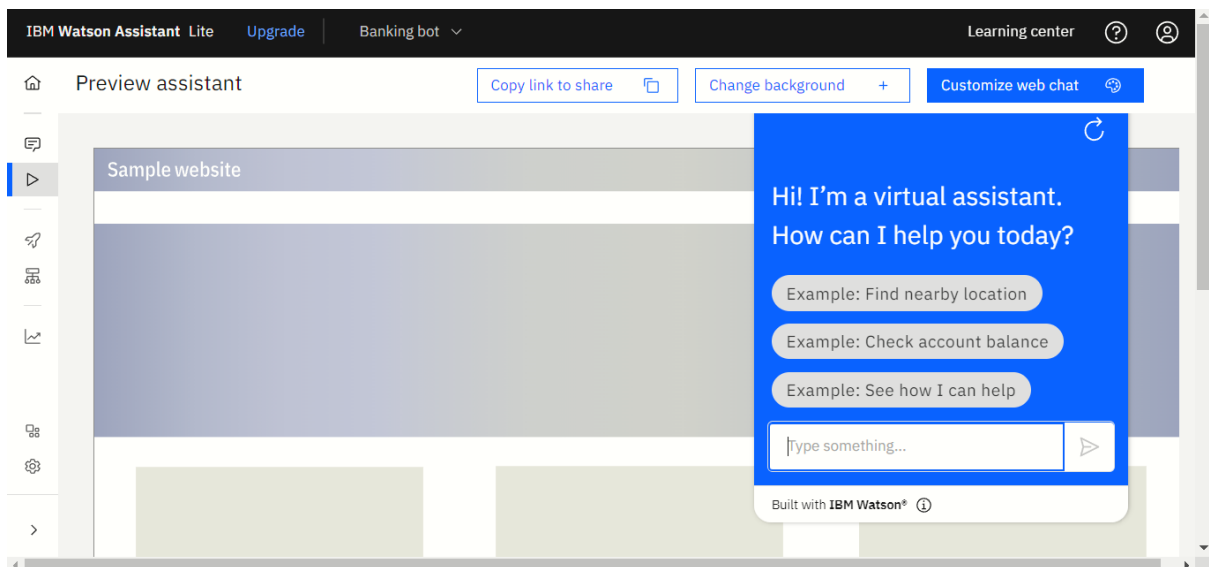 IBM Watson Assistant Lite Upgrade Banking bot Learning center
Preview assistant Copy link to share Change background + Customize web chat
Sample website
Hi! I’m a virtual assistant.
How can I help you today?
Example: Find nearby location
Example: Check account balance
Example: See how I can help
Type something...
Built with IBM Watson®